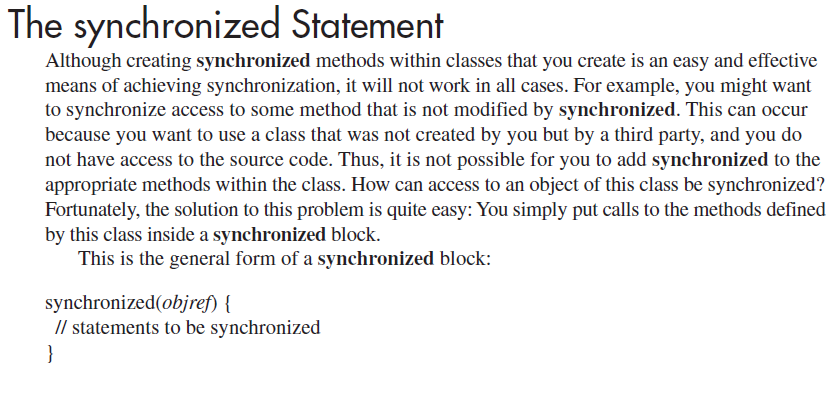 The synchronized Statement
Although creating synchronized methods within classes that you create is an easy and effective
means of achieving synchronization, it will not work in all cases. For example, you might want
to synchronize access to some method that is not modified by synchronized. This can occur
because you want to use a class that was not created by you but by a third party, and you do
not have access to the source code. Thus, it is not possible for you to add synchronized to the
appropriate methods within the class. How can access to an object of this class be synchronized?
Fortunately, the solution to this problem is quite easy: You simply put calls to the methods defined
by this class inside a synchronized block.
This is the general form of a synchronized block:
synchronized(objref) {
// statements to be synchronized
}